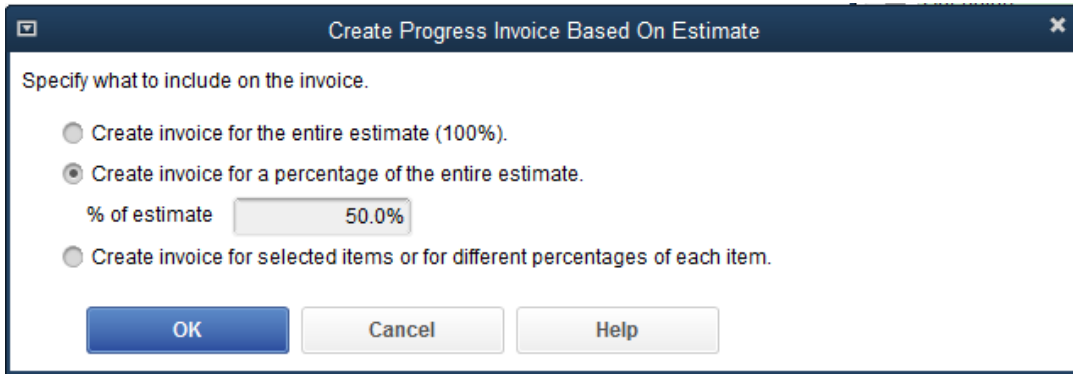 Create Progress Invoice Based On Estimate
Specify what to include on the invoice.
Create invoice for the entire estimate (100%).
Create invoice for a percentage of the entire estimate.
% of estimate 50.0%
Create invoice for selected items or for different percentages of each item.
OK Cancel Help